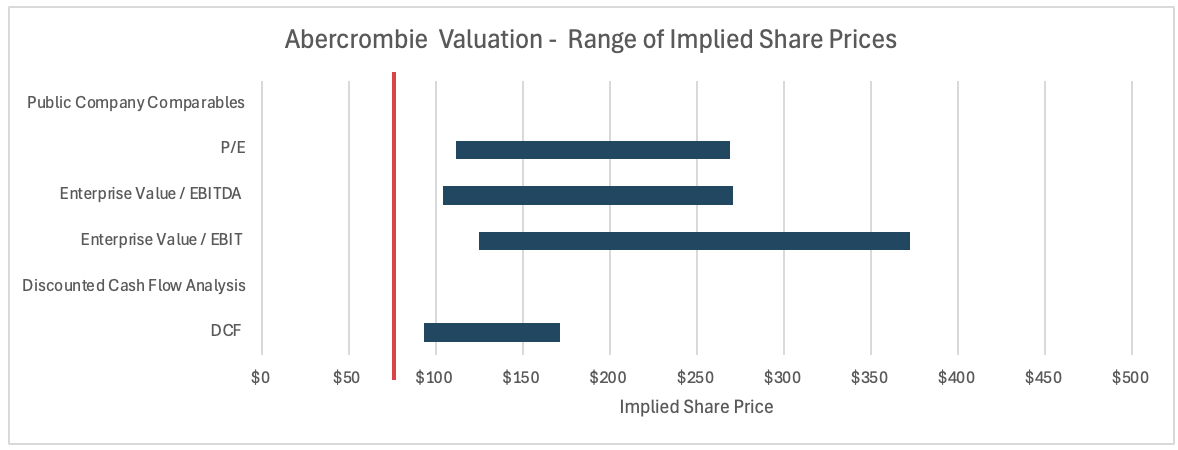 Abercrombie Valuation - Range of Implied Share Prices
Public Company Comparables
P/E
Enterprise Value / EBITDA
Enterprise Value / EBIT
Discounted Cash Flow Analysis
DCF
$0 $50 $100 $150 $200 $250 $300 $350 $400 $450 $500
Implied Share Price